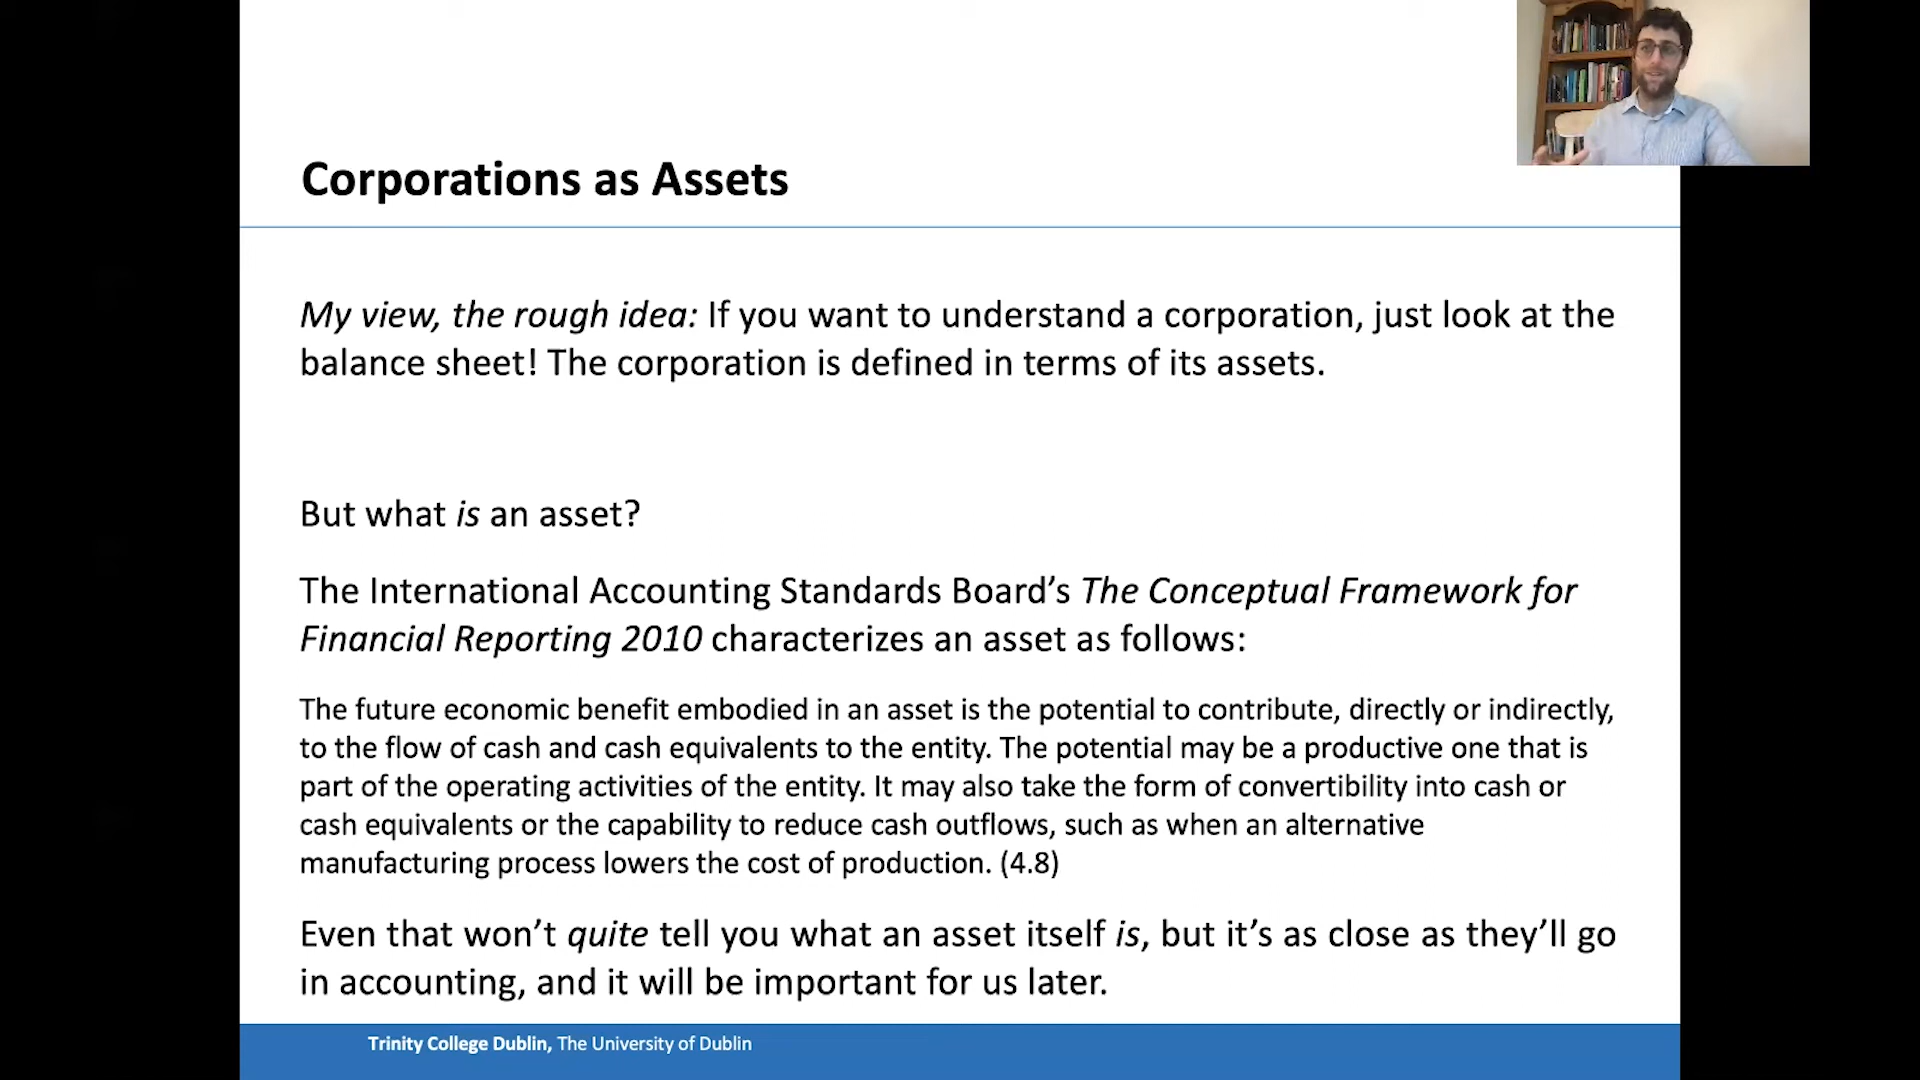 Corporations as Assets
My view, the rough idea: If you want to understand a corporation, just look at the
balance sheet! The corporation is defined in terms of its assets.
But what is an asset?
The International Accounting Standards Board’s The Conceptual Framework for
Financial Reporting 2010 characterizes an asset as follows:
The future economic benefit embodied in an asset is the potential to contribute, directly or indirectly,
to the flow of cash and cash equivalents to the entity. The potential may be a productive one that is
part of the operating activities of the entity. It may also take the form of convertibility into cash or
cash equivalents or the capability to reduce cash outflows, such as when an alternative
manufacturing process lowers the cost of production. (4.8)
Even that won’t quite tell you what an asset itself is, but it’s as close as they’ll go
in accounting, and it will be important for us later.
Trinity College Dublin, The University of Dublin